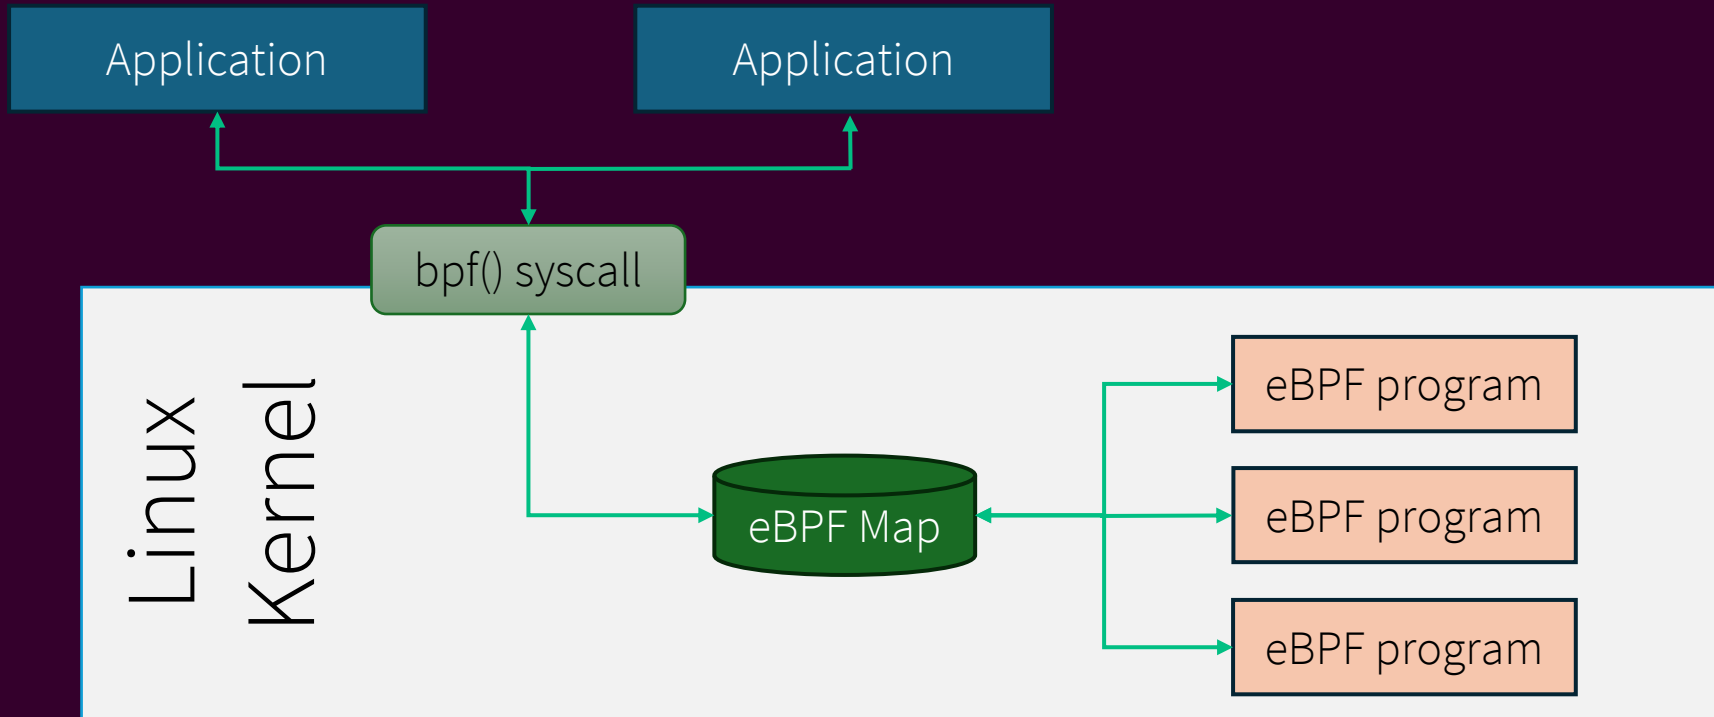 Application
Application
bpf() syscall
Linux
Kernel
eBPF Map
eBPF program
eBPF program
eBPF program